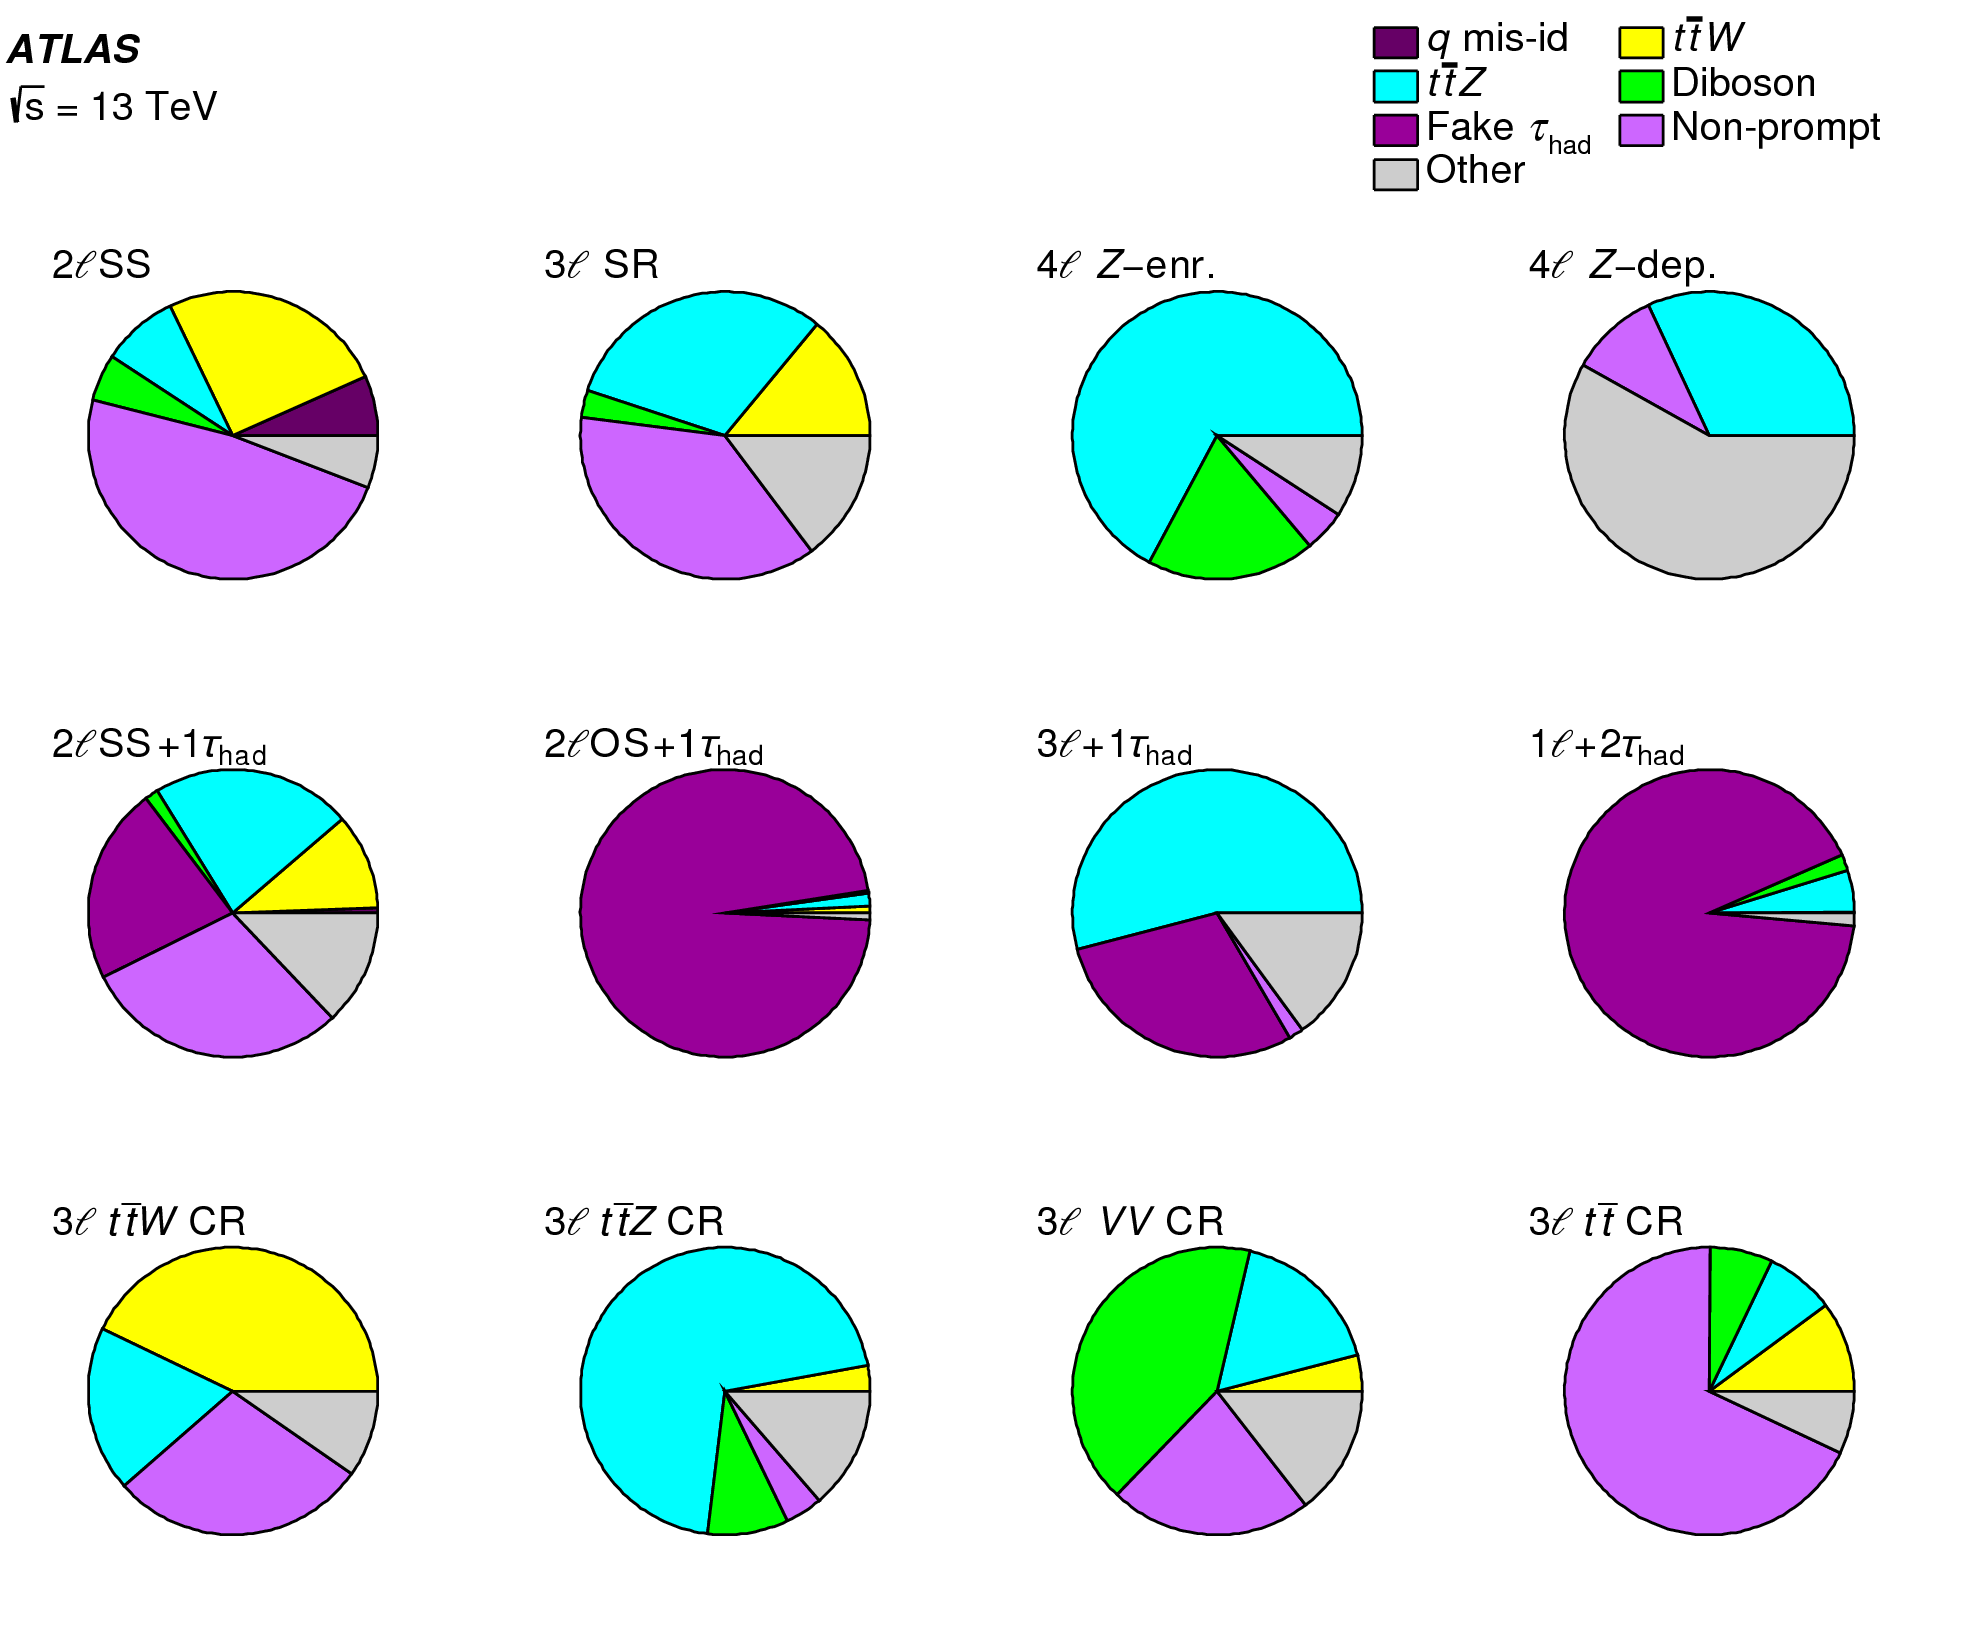 ATLAS
√s = 13 TeV
q mis-id
tt̄W
tt̄Z
Diboson
Fake τhad
Non-prompt
Other
2ℓSS
3ℓ SR
4ℓ Z−enr.
4ℓ Z−dep.
2ℓSS+1τhad
2ℓOS+1τhad
3ℓ+1τhad
1ℓ+2τhad
3ℓ tt̄W CR
3ℓ tt̄Z CR
3ℓ VV CR
3ℓ tt̄ CR